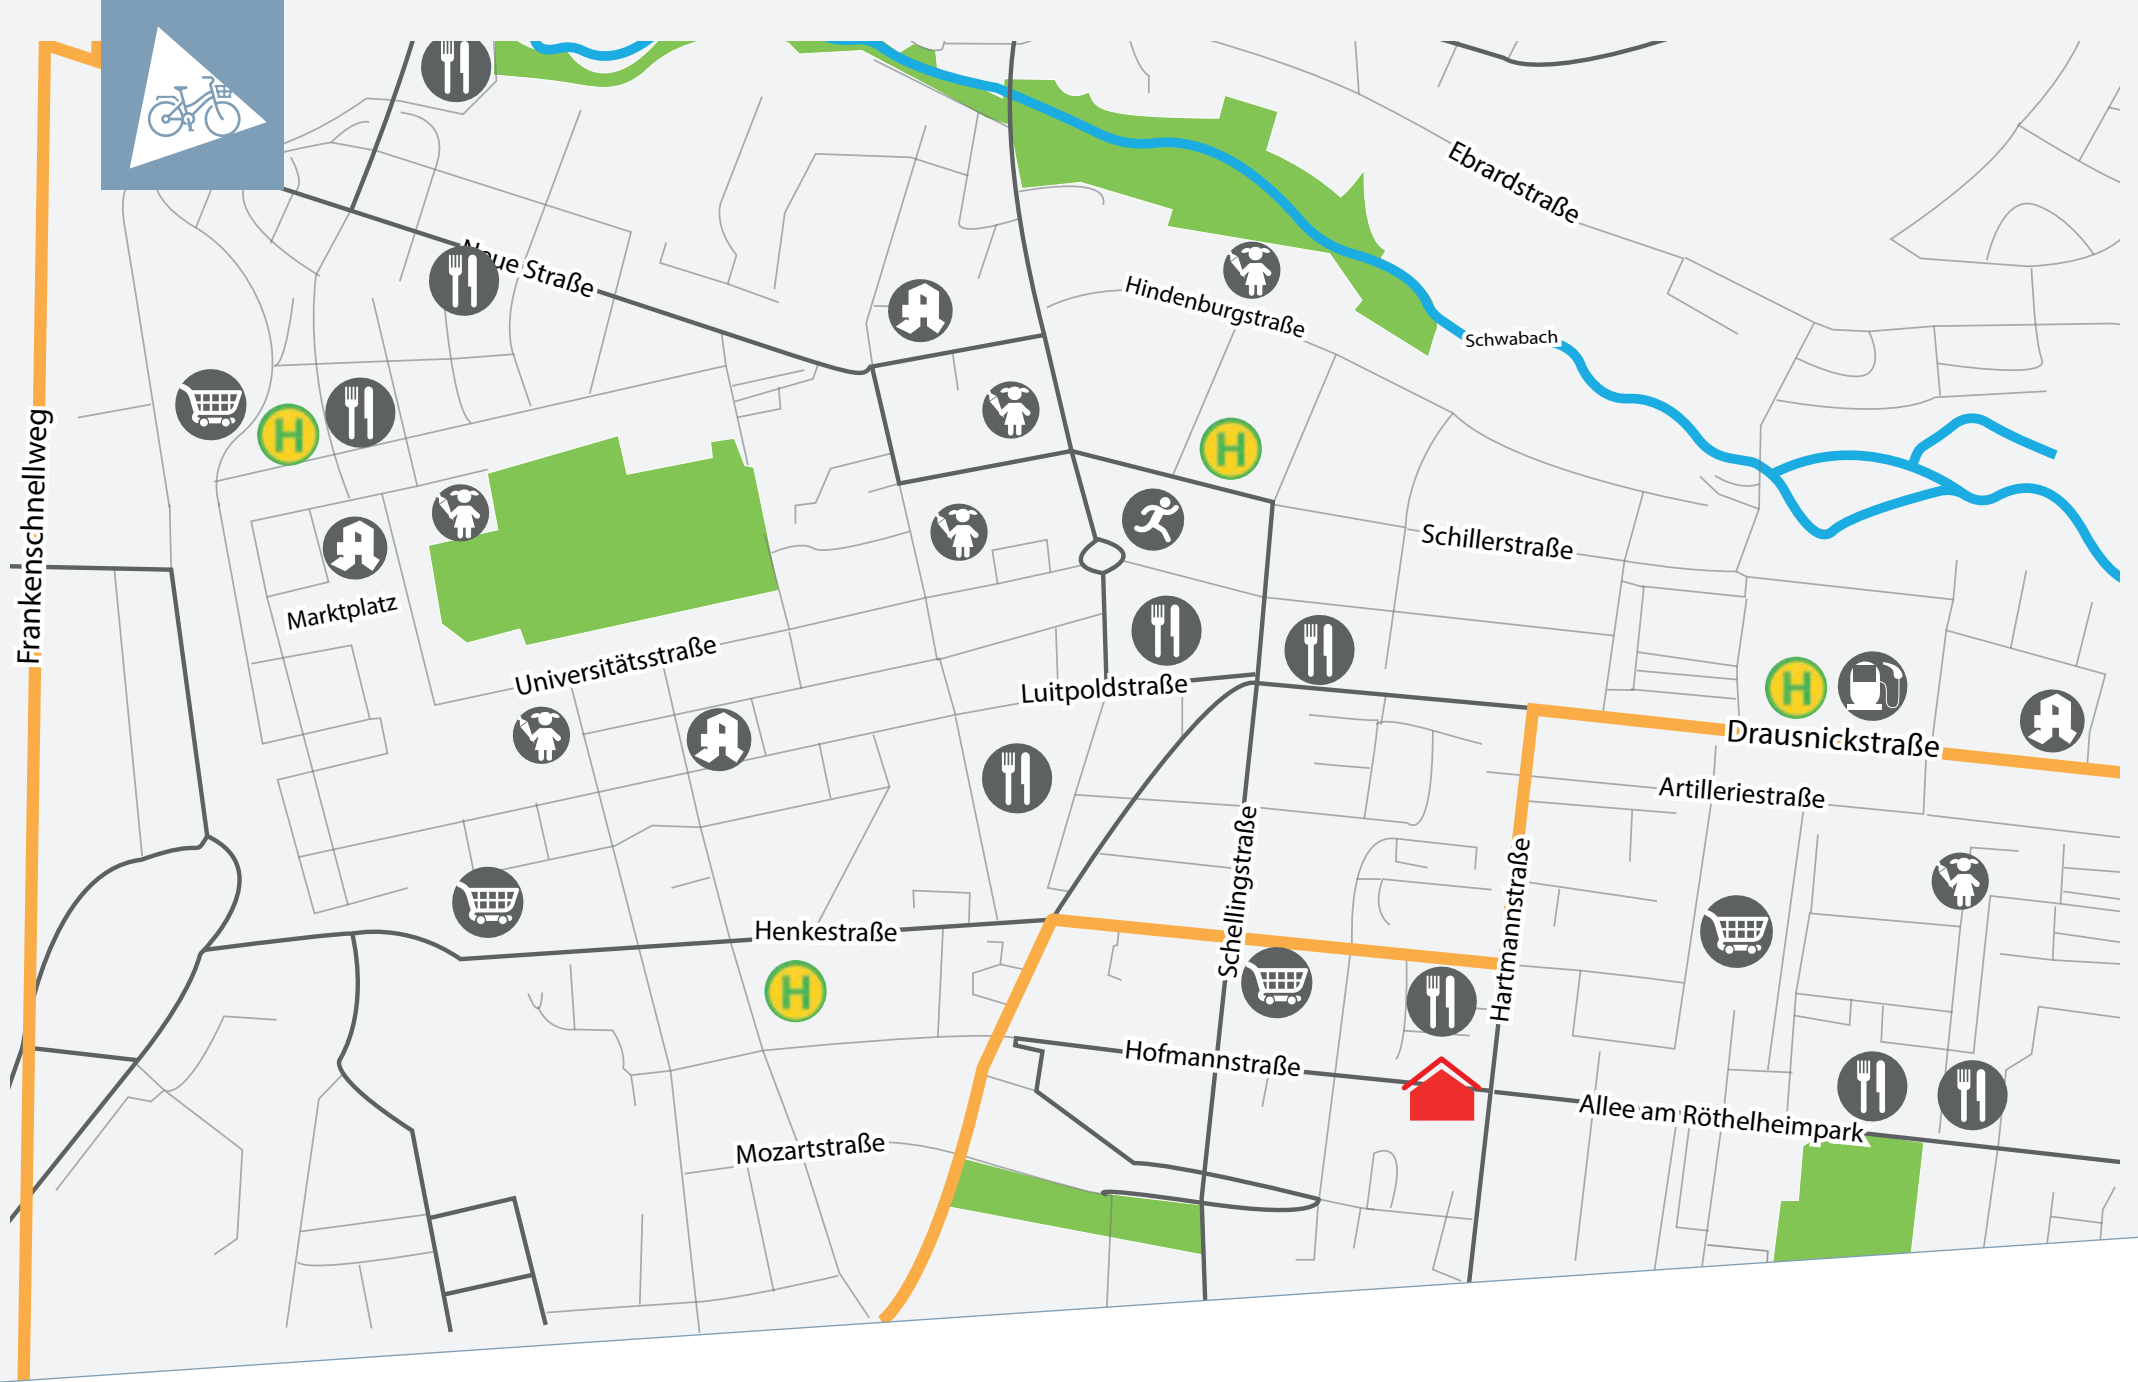 Ebrardstraße
Neue Straße
Hindenburgstraße
Schwabach
Frankenschnellweg
H
H
Schillerstraße
Marktplatz
Universitätsstraße
Luitpoldstraße
H
Drausnickstraße
Artilleriestraße
Schellingstraße
Hartmannstraße
Henkestraße
H
Hofmannstraße
Allee am Röthelheimpark
Mozartstraße